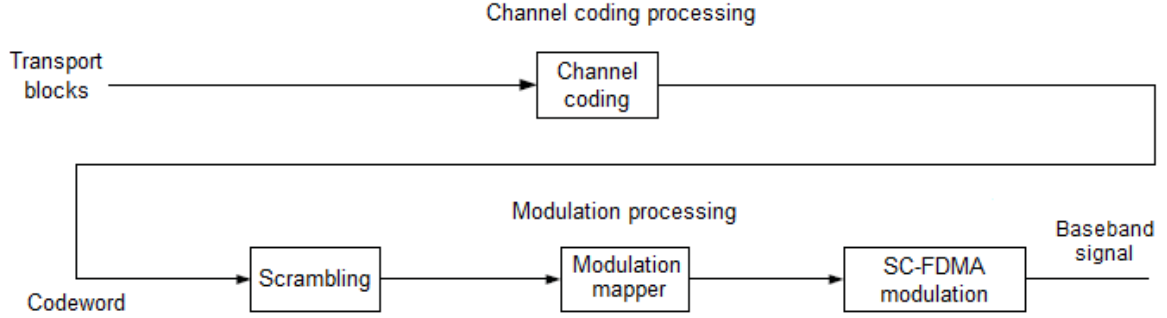 Channel coding processing
Transport
blocks
Channel
coding
Modulation processing
Baseband
signal
Scrambling
Modulation
mapper
SC-FDMA
modulation
Codeword